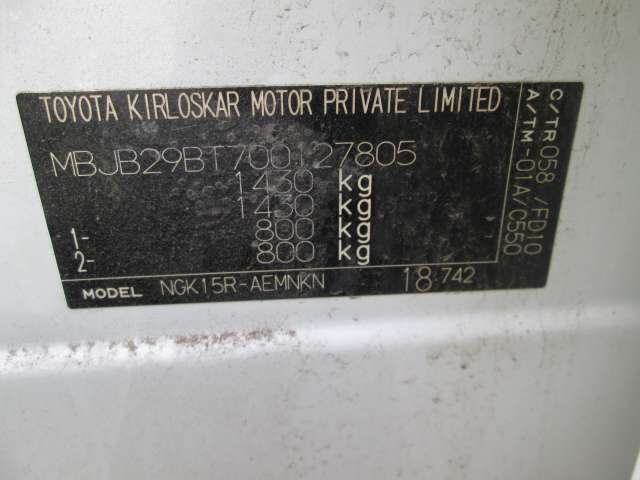 TOYOTA KIRLOSKAR MOTOR PRIVATE LIMITED
MBJB29BT700127805
1430 kg
1430 kg
1- 800 kg
2- 800 kg
MODEL NGK15R-AEMNKN 18 742
C/TR 058 /FD10
A/TM -01A/C550